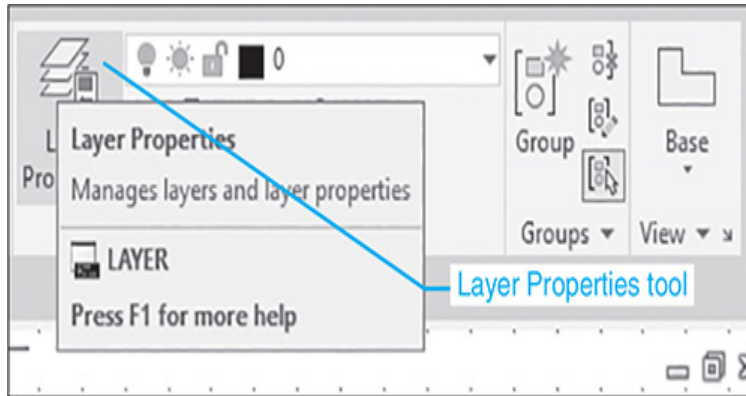 0
L
Pro
Layer Properties
Manages layers and layer properties
LAYER
Press F1 for more help
Group
Base
Groups
View
Layer Properties tool